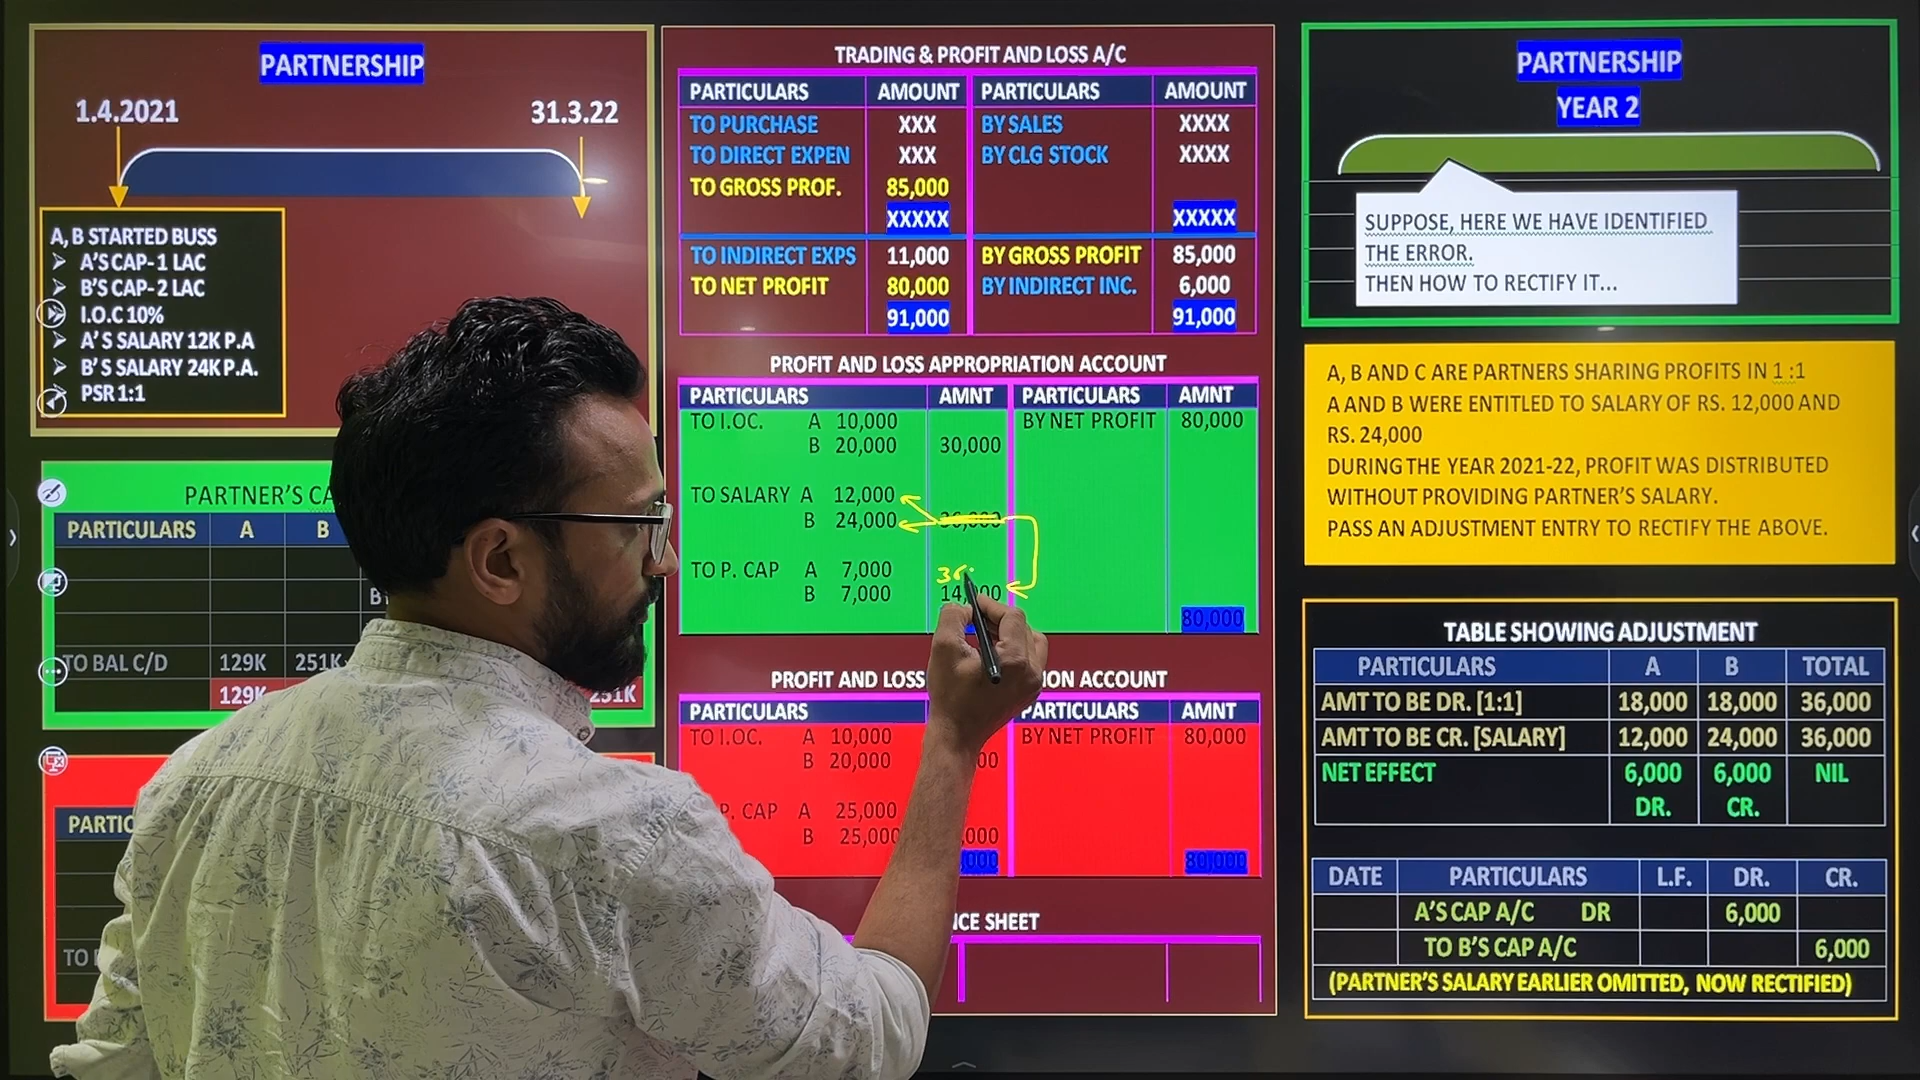 PARTNERSHIP
1.4.2021 31.3.22
A, B STARTED BUSS
A'S CAP- 1 LAC
B'S CAP- 2 LAC
I.O.C 10%
A'S SALARY 12K P.A
B'S SALARY 24K P.A.
PSR 1:1
PARTNER'S
PARTICULARS A B
TO BAL C/D 129K 251K
129K 251K
TRADING & PROFIT AND LOSS A/C
PARTICULARS AMOUNT PARTICULARS AMOUNT
TO PURCHASE XXX BY SALES XXXX
TO DIRECT EXPEN XXX BY CLG STOCK XXXX
TO GROSS PROF. 85,000
XXXXX XXXXX
TO INDIRECT EXPS 11,000 BY GROSS PROFIT 85,000
TO NET PROFIT 80,000 BY INDIRECT INC. 6,000
91,000 91,000
PROFIT AND LOSS APPROPRIATION ACCOUNT
PARTICULARS AMNT PARTICULARS AMNT
TO I.OC. A 10,000 BY NET PROFIT 80,000
B 20,000 30,000
TO SALARY A 12,000
B 24,000 36,000
TO P. CAP A 7,000 36
B 7,000 14,000
80,000
PROFIT AND LOSS ACCOUNT
PARTICULARS PARTICULARS AMNT
TO I.OC. A 10,000 BY NET PROFIT 80,000
B 20,000
P. CAP A 25,000
B 25,000
80,000
SHEET
PARTNERSHIP
YEAR 2
SUPPOSE, HERE WE HAVE IDENTIFIED
THE ERROR.
THEN HOW TO RECTIFY IT...
A, B AND C ARE PARTNERS SHARING PROFITS IN 1 :1
A AND B WERE ENTITLED TO SALARY OF RS. 12,000 AND
RS. 24,000
DURING THE YEAR 2021-22, PROFIT WAS DISTRIBUTED
WITHOUT PROVIDING PARTNER'S SALARY.
PASS AN ADJUSTMENT ENTRY TO RECTIFY THE ABOVE.
TABLE SHOWING ADJUSTMENT
PARTICULARS A B TOTAL
AMT TO BE DR. [1:1] 18,000 18,000 36,000
AMT TO BE CR. [SALARY] 12,000 24,000 36,000
NET EFFECT 6,000 6,000 NIL
DR. CR.
DATE PARTICULARS L.F. DR. CR.
A'S CAP A/C DR 6,000
TO B'S CAP A/C 6,000
(PARTNER'S SALARY EARLIER OMITTED, NOW RECTIFIED)